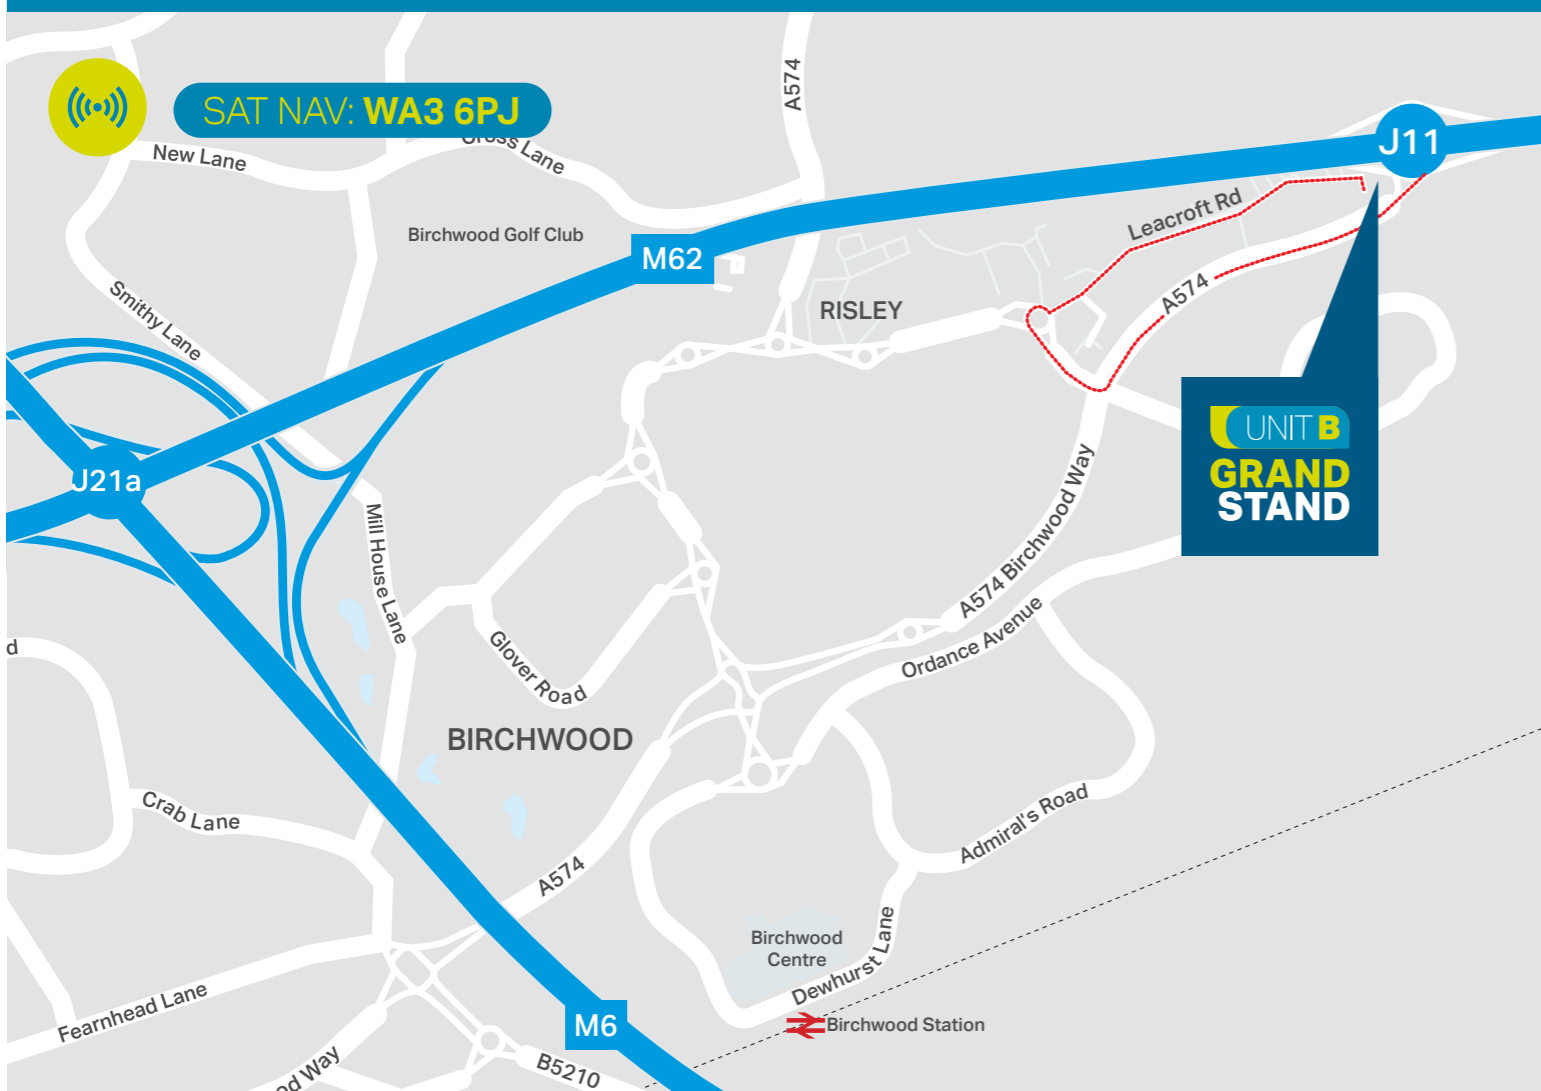 A574
SAT NAV: WA3 6PJ
J11
Cross Lane
New Lane
Leacroft Rd
Birchwood Golf Club
M62
A574
RISLEY
Smithy Lane
UNIT B
GRAND
STAND
J21a
Mill House Lane
A574 Birchwood Way
Ordance Avenue
Glover Road
BIRCHWOOD
Crab Lane
Admiral's Road
A574
Birchwood
Centre
Dewhurst Lane
Fearnhead Lane
M6
Birchwood Station
B5210
od Way
d